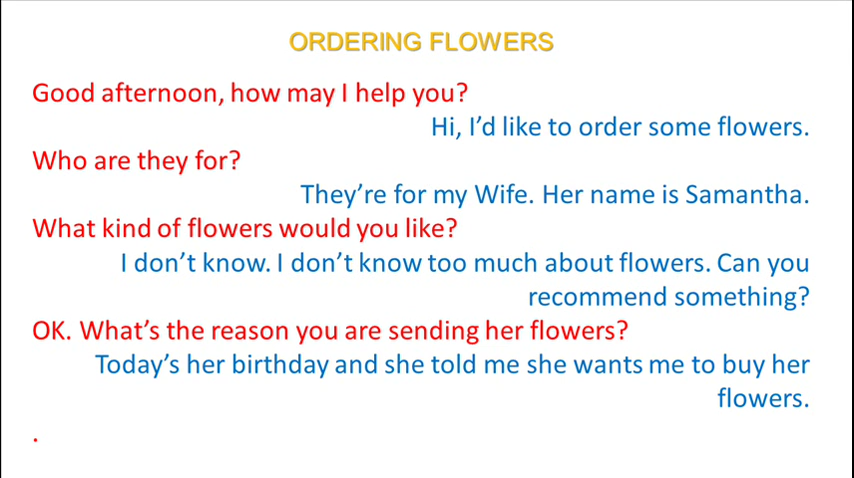 ORDERING FLOWERS
Good afternoon, how may I help you?
Hi, I’d like to order some flowers.
Who are they for?
They’re for my Wife. Her name is Samantha.
What kind of flowers would you like?
I don’t know. I don’t know too much about flowers. Can you
recommend something?
OK. What’s the reason you are sending her flowers?
Today’s her birthday and she told me she wants me to buy her
flowers.
.